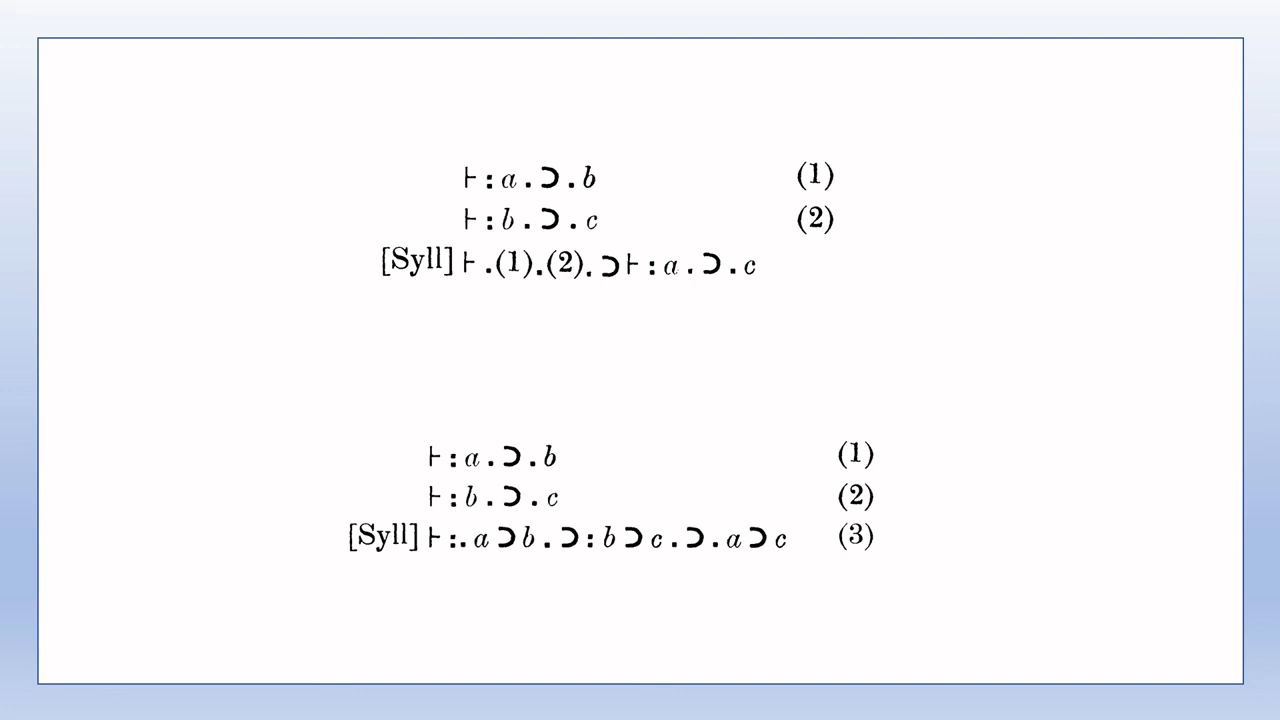 ⊢ : a . ⊃ . b (1)
⊢ : b . ⊃ . c (2)
[Syll] ⊢ .(1).(2). ⊃ ⊢ : a . ⊃ . c
⊢ : a . ⊃ . b (1)
⊢ : b . ⊃ . c (2)
[Syll] ⊢ :. a ⊃ b . ⊃ : b ⊃ c . ⊃ . a ⊃ c (3)